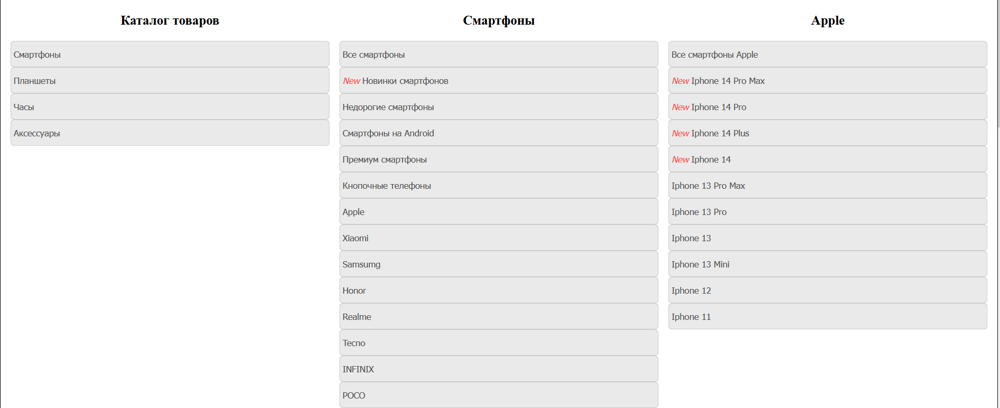 Каталог товаров
Смартфоны
Планшеты
Часы
Аксессуары
Смартфоны
Все смартфоны
New Новинки смартфонов
Недорогие смартфоны
Смартфоны на Android
Премиум смартфоны
Кнопочные телефоны
Apple
Xiaomi
Samsumg
Honor
Realme
Tecno
INFINIX
POCO
Apple
Все смартфоны Apple
New Iphone 14 Pro Max
New Iphone 14 Pro
New Iphone 14 Plus
New Iphone 14
Iphone 13 Pro Max
Iphone 13 Pro
Iphone 13
Iphone 13 Mini
Iphone 12
Iphone 11